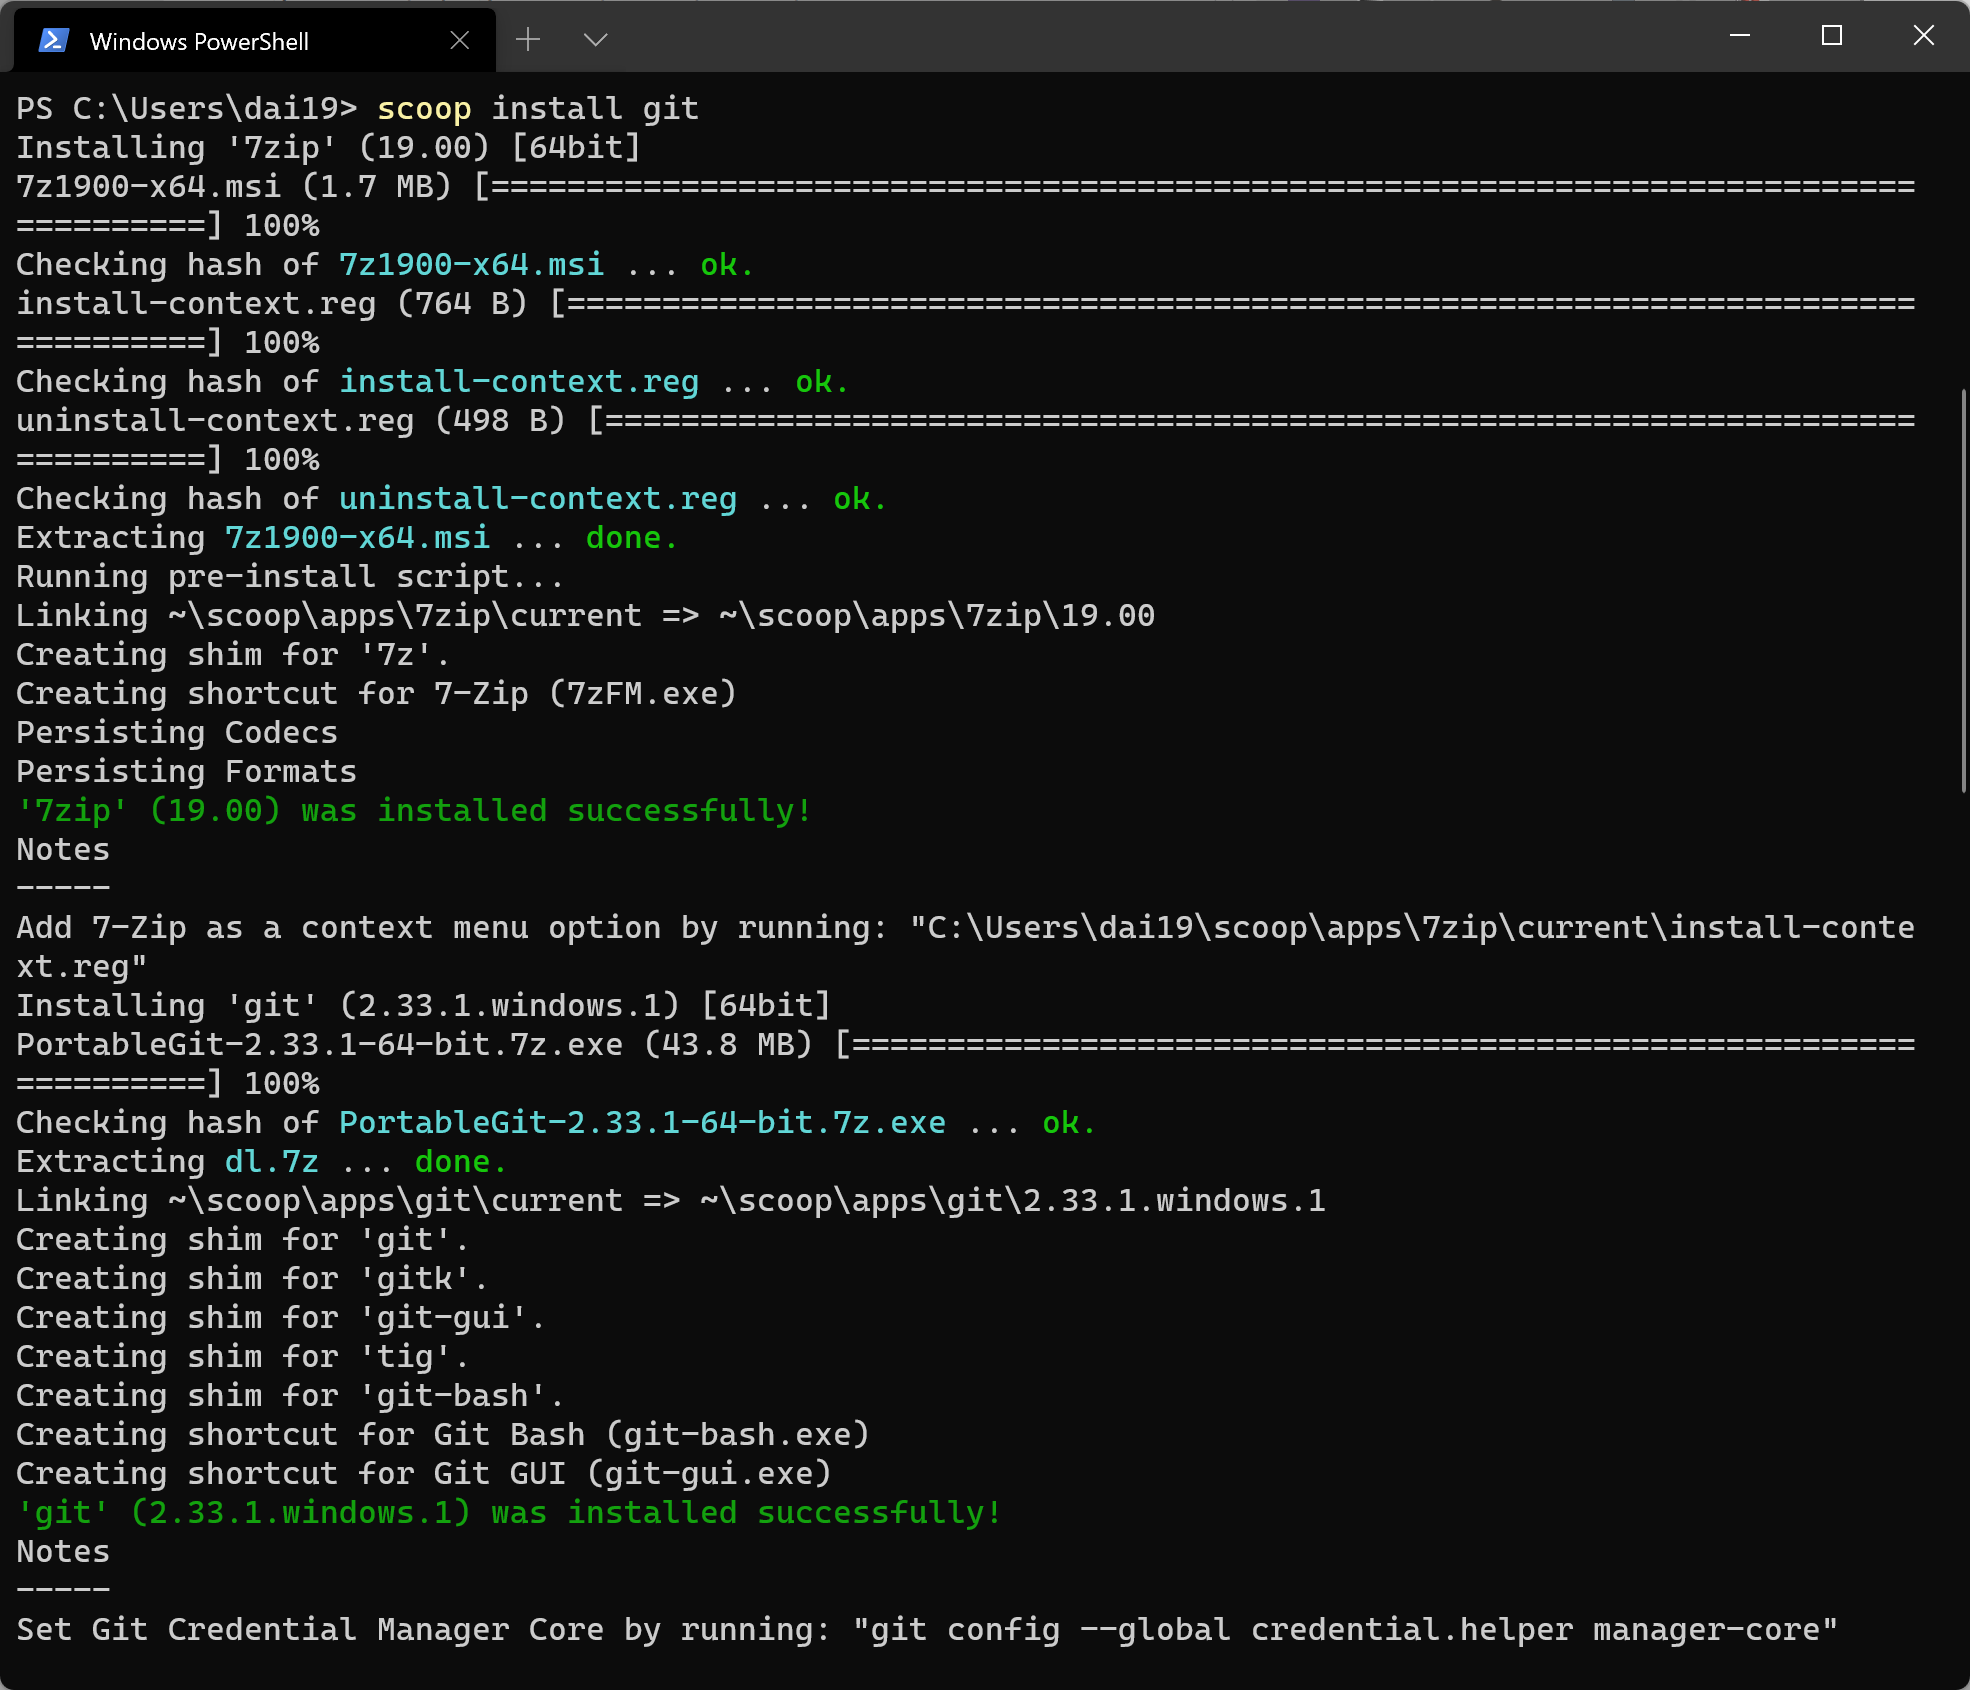 Windows PowerShell
PS C:\Users\dai19> scoop install git
Installing '7zip' (19.00) [64bit]
7z1900-x64.msi (1.7 MB) [===========================================================================
==========] 100%
Checking hash of 7z1900-x64.msi ... ok.
install-context.reg (764 B) [=======================================================================
==========] 100%
Checking hash of install-context.reg ... ok.
uninstall-context.reg (498 B) [=====================================================================
==========] 100%
Checking hash of uninstall-context.reg ... ok.
Extracting 7z1900-x64.msi ... done.
Running pre-install script...
Linking ~\scoop\apps\7zip\current => ~\scoop\apps\7zip\19.00
Creating shim for '7z'.
Creating shortcut for 7-Zip (7zFM.exe)
Persisting Codecs
Persisting Formats
'7zip' (19.00) was installed successfully!
Notes
-----
Add 7-Zip as a context menu option by running: "C:\Users\dai19\scoop\apps\7zip\current\install-conte
xt.reg"
Installing 'git' (2.33.1.windows.1) [64bit]
PortableGit-2.33.1-64-bit.7z.exe (43.8 MB) [========================================================
==========] 100%
Checking hash of PortableGit-2.33.1-64-bit.7z.exe ... ok.
Extracting dl.7z ... done.
Linking ~\scoop\apps\git\current => ~\scoop\apps\git\2.33.1.windows.1
Creating shim for 'git'.
Creating shim for 'gitk'.
Creating shim for 'git-gui'.
Creating shim for 'tig'.
Creating shim for 'git-bash'.
Creating shortcut for Git Bash (git-bash.exe)
Creating shortcut for Git GUI (git-gui.exe)
'git' (2.33.1.windows.1) was installed successfully!
Notes
-----
Set Git Credential Manager Core by running: "git config --global credential.helper manager-core"